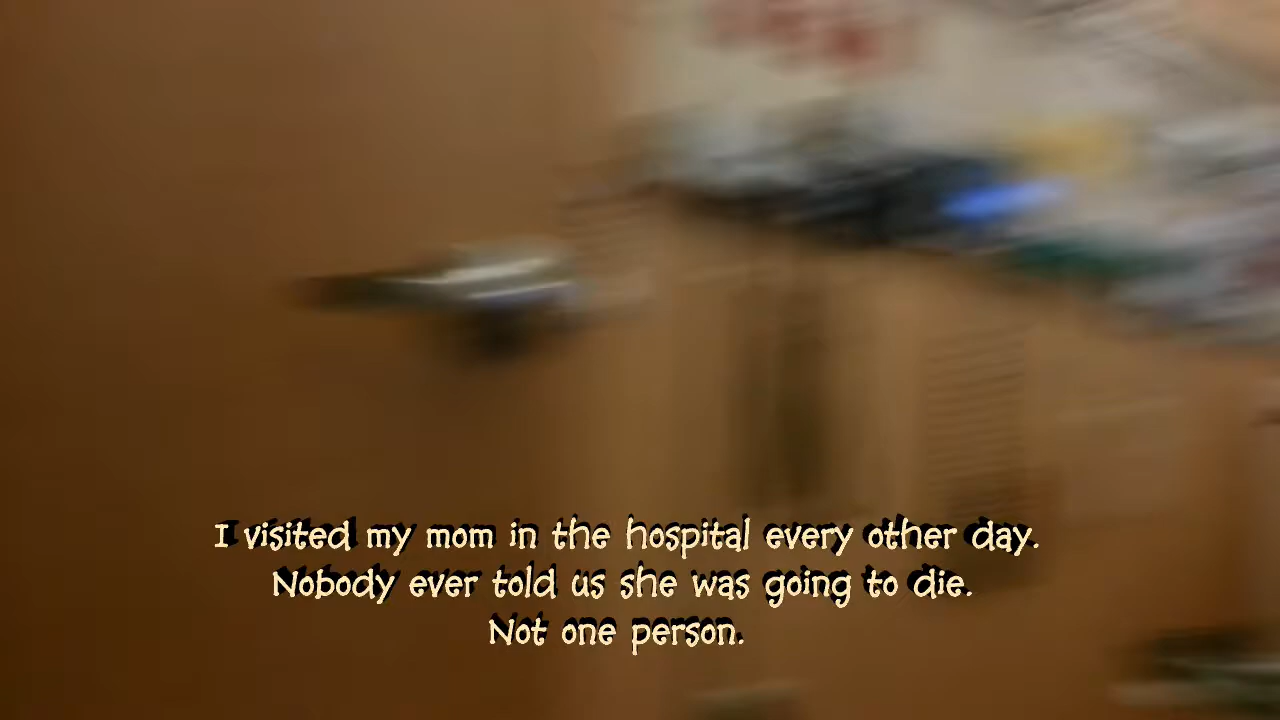 I visited my mom in the hospital every other day.
Nobody ever told us she was going to die.
Not one person.